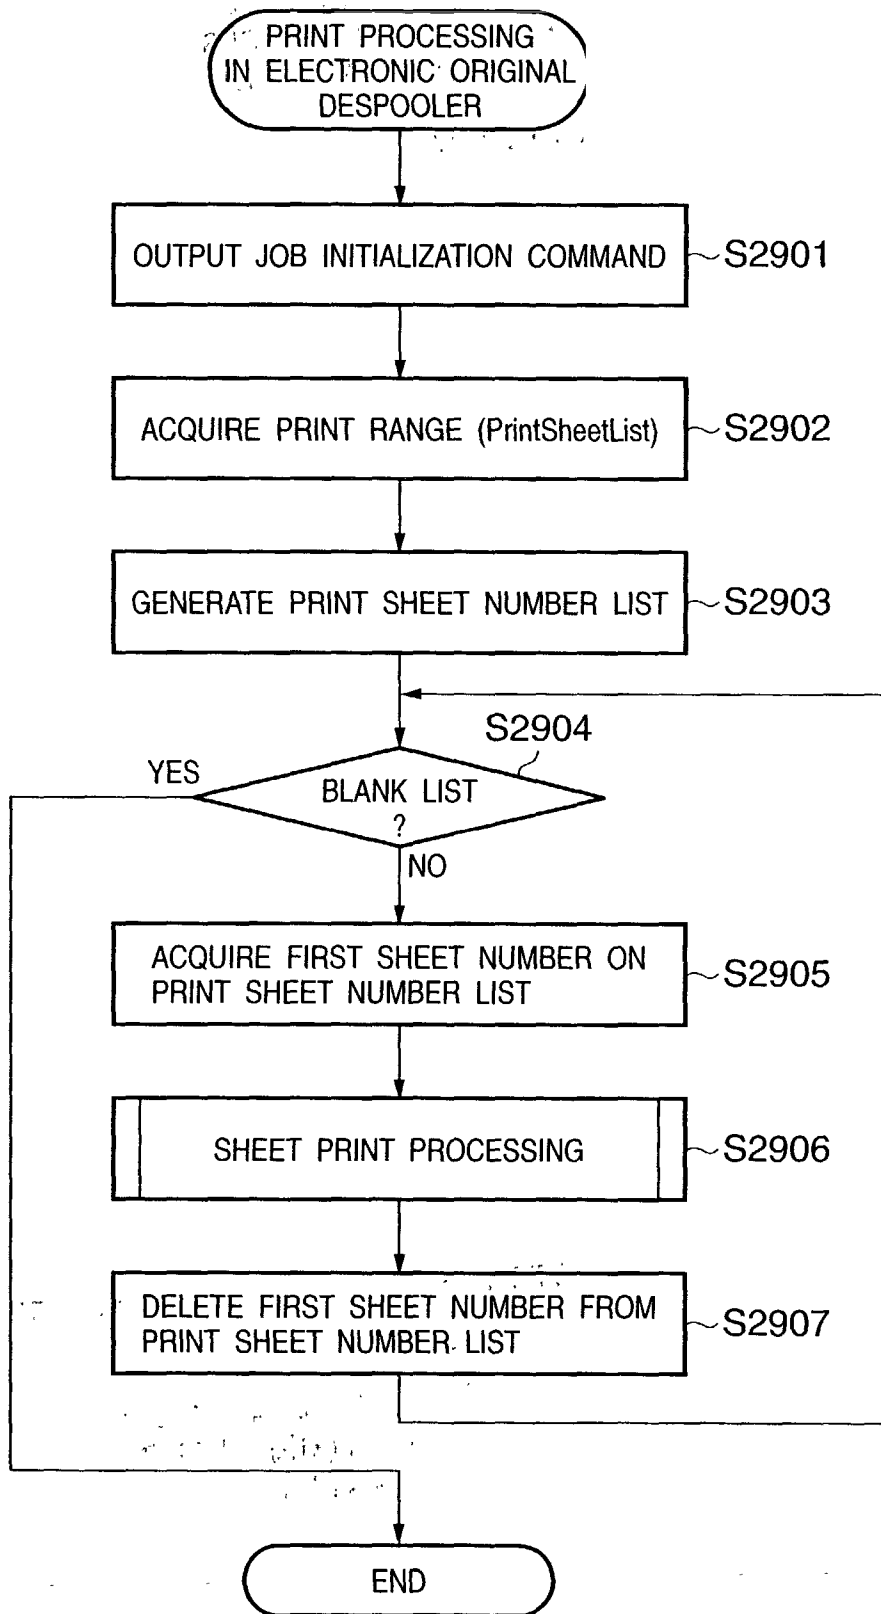 PRINT PROCESSING
IN ELECTRONIC ORIGINAL
DESPOOLER
OUTPUT JOB INITIALIZATION COMMAND
S2901
ACQUIRE PRINT RANGE (PrintSheetList)
S2902
GENERATE PRINT SHEET NUMBER LIST
S2903
S2904
YES
BLANK LIST
?
NO
ACQUIRE FIRST SHEET NUMBER ON
PRINT SHEET NUMBER LIST
S2905
SHEET PRINT PROCESSING
S2906
DELETE FIRST SHEET NUMBER FROM
PRINT SHEET NUMBER LIST
S2907
END